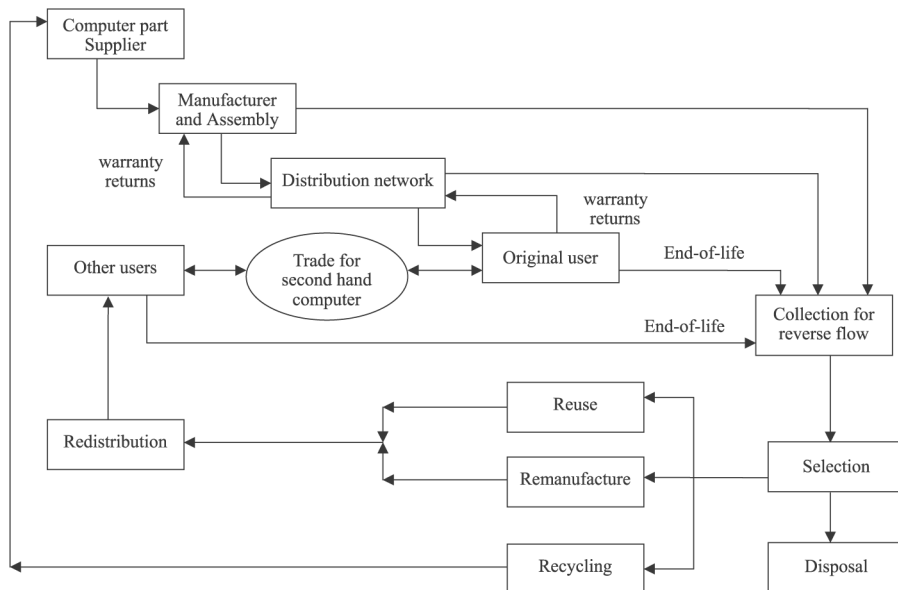 Computer part
Supplier
Manufacturer
and Assembly
warranty
returns
Distribution network
warranty
returns
Other users
Trade for
second hand
computer
Original user
End-of-life
Collection for
reverse flow
End-of-life
Reuse
Redistribution
Selection
Remanufacture
Recycling
Disposal